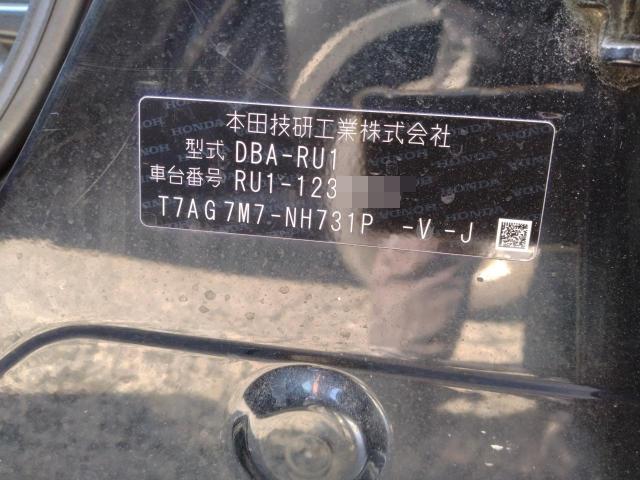 本田技研工業株式会社
型式 DBA-RU1
車台番号 RU1-123
T7AG7M7-NH731P -V-J